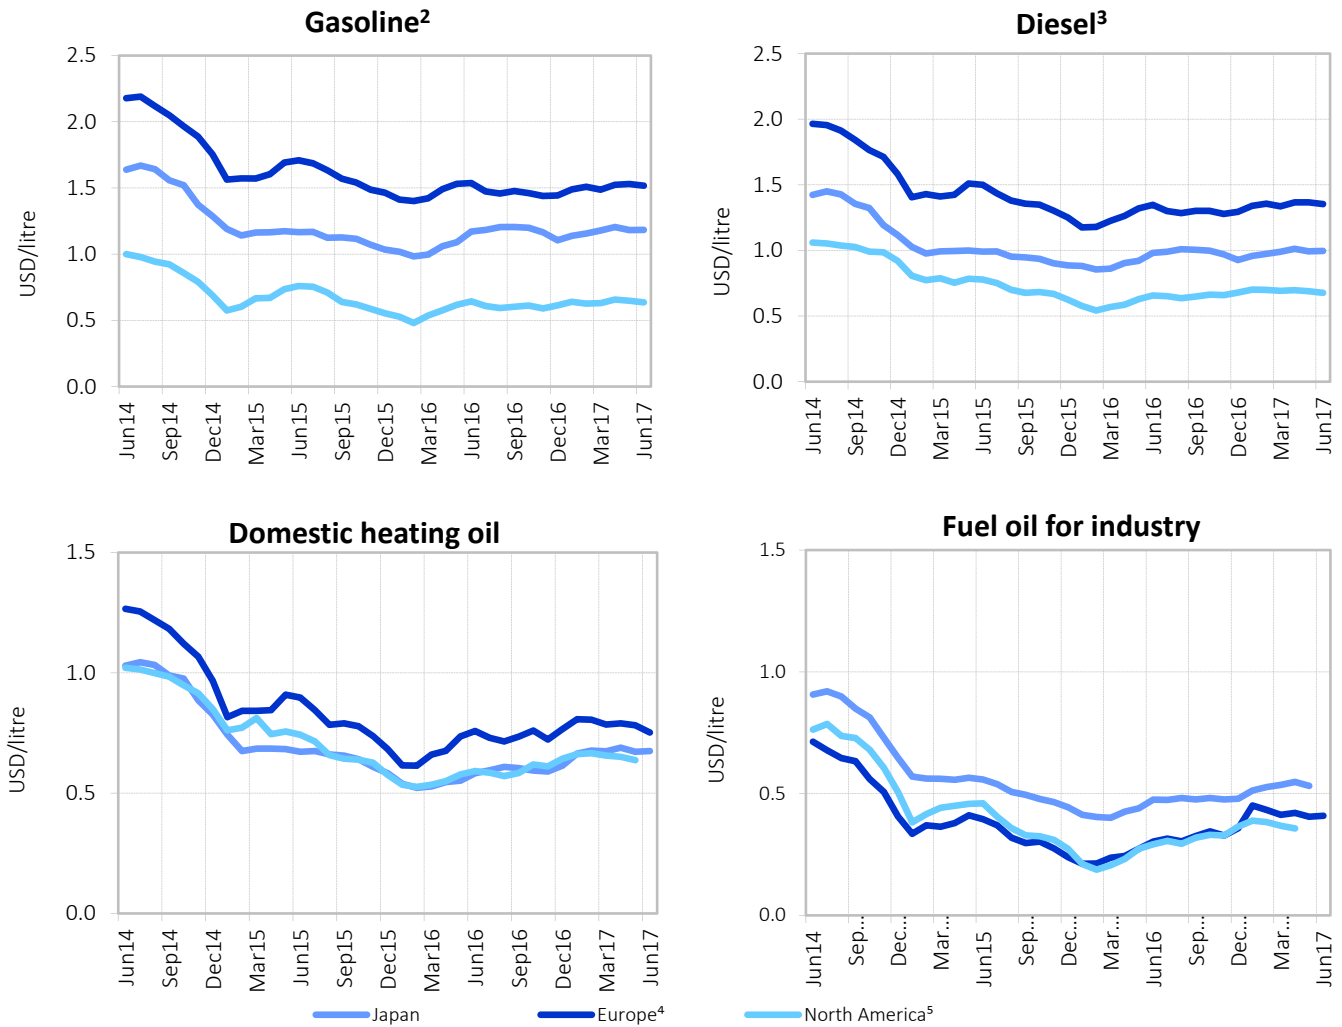 Gasoline²
USD/litre
2.5
2.0
1.5
1.0
0.5
0.0
Jun14
Sep14
Dec14
Mar15
Jun15
Sep15
Dec15
Mar16
Jun16
Sep16
Dec16
Mar17
Jun17
Diesel³
USD/litre
2.5
2.0
1.5
1.0
0.5
0.0
Jun14
Sep14
Dec14
Mar15
Jun15
Sep15
Dec15
Mar16
Jun16
Sep16
Dec16
Mar17
Jun17
Domestic heating oil
USD/litre
1.5
1.0
0.5
0.0
Jun14
Sep14
Dec14
Mar15
Jun15
Sep15
Dec15
Mar16
Jun16
Sep16
Dec16
Mar17
Jun17
Fuel oil for industry
USD/litre
1.5
1.0
0.5
0.0
Jun14
Sep...
Dec...
Mar...
Jun15
Sep...
Dec...
Mar...
Jun16
Sep...
Dec...
Mar...
Jun17
Japan
Europe⁴
North America⁵